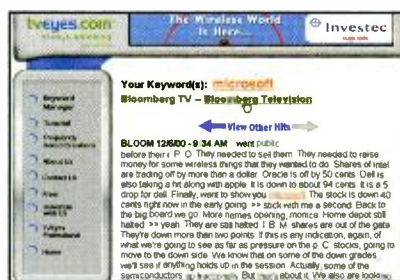 tveyes.com
The Wireless World
Is Here...
Investec
Your Keyword(s): microsoft
Bloomberg TV – Bloomberg Television
View Other Hits
Keyword
Manager
Tutorial
About Us
Contact Us
Home
BLOOM 12/6/00 - 9:34 AM went public
before their I P O They needed to sell them They needed to raise
money for some wireless things that they wanted to do. Shares of intel
are trading off by more than a dollar Oracle is off by 50 cents Dell is
also taking a hit along with apple It is down to about 94 cents It is a 5
drop for dell Finally, want to show you microsoft The stock is down 40
cents right now in the early going >> stick with me a second Back to
the big board we go More names opening, monica Home depot still
halted >> yeah They are still halted I B M shares are out of the gate
They're down more than two points If this is any indication, again, of
what we're going to see as far as pressure on the p C stocks, going to
move to the down side We know that on some of the down grades,
we'll see if anything holds up in the session Actually, some of the
semiconductors But about it We also are looking